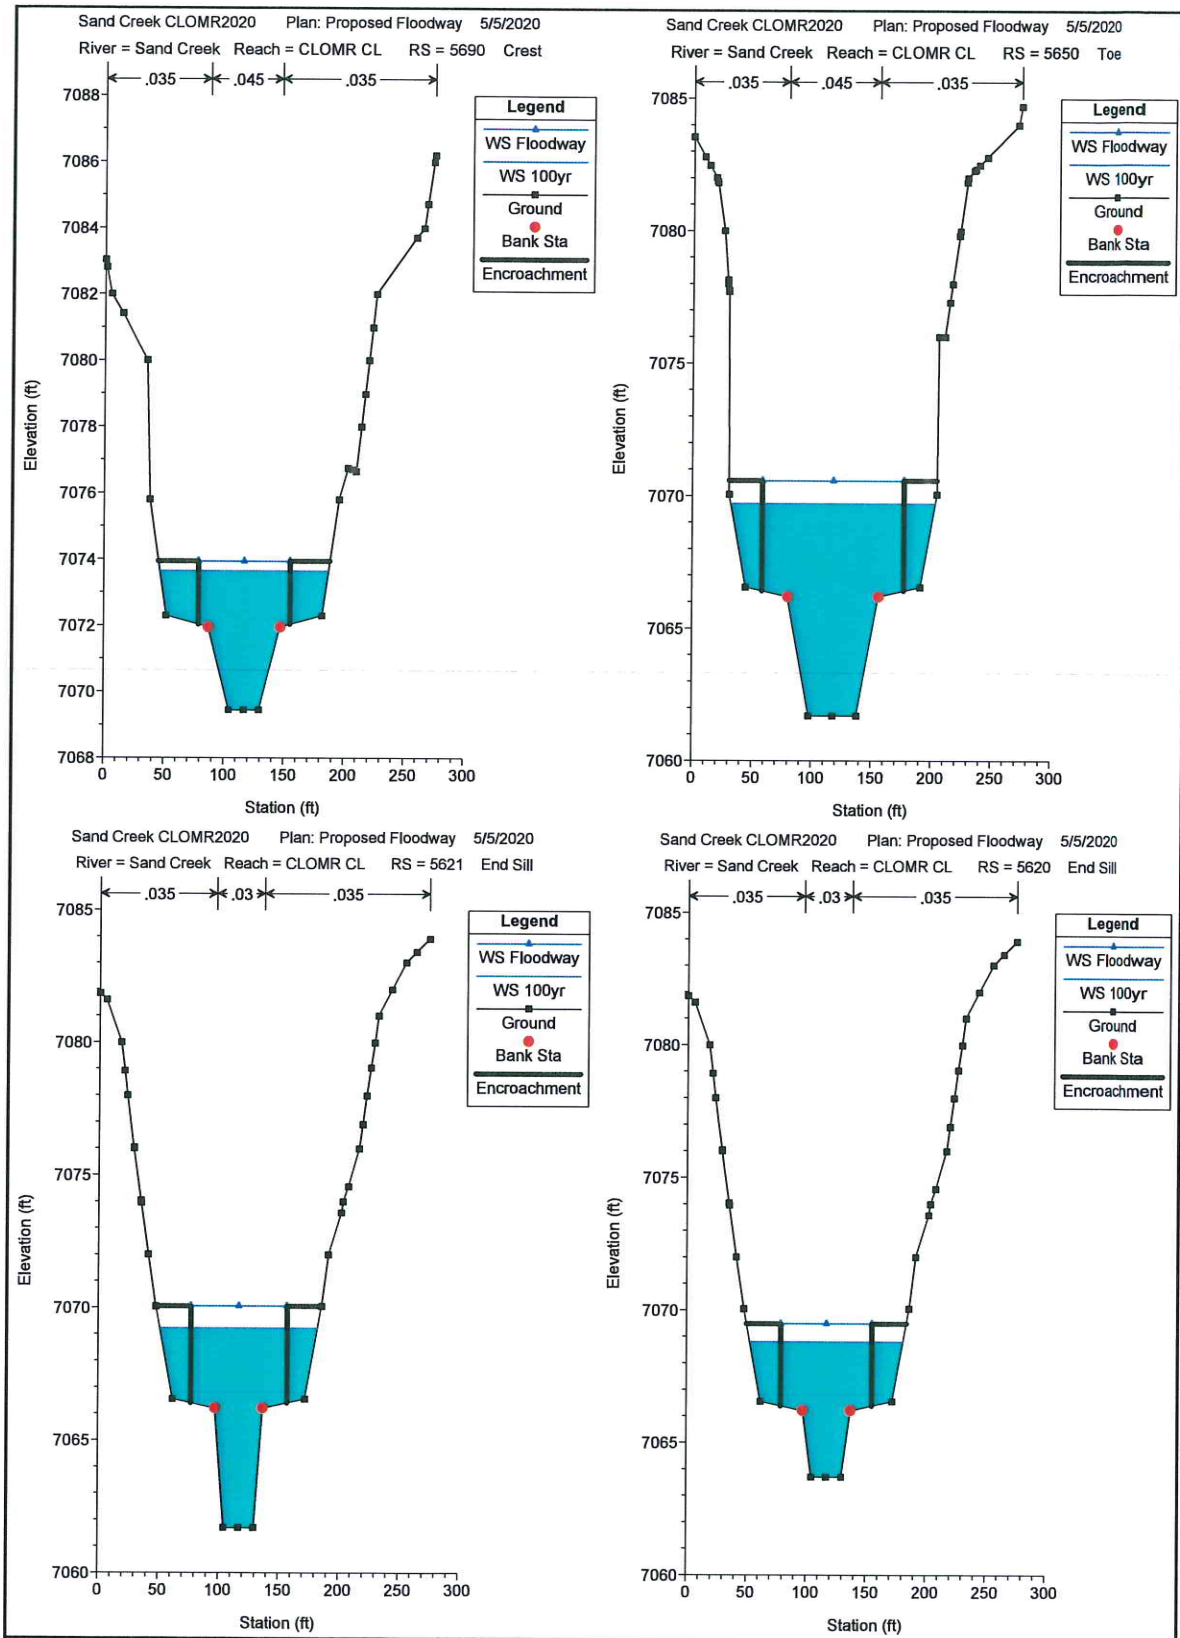 Sand Creek CLOMR2020 Plan: Proposed Floodway 5/5/2020
River = Sand Creek Reach = CLOMR CL RS = 5690 Crest
.035 .045 .035
Legend
WS Floodway
WS 100yr
Ground
Bank Sta
Encroachment
7088
7086
7084
7082
7080
7078
7076
7074
7072
7070
7068
Elevation (ft)
0 50 100 150 200 250 300
Station (ft)
Sand Creek CLOMR2020 Plan: Proposed Floodway 5/5/2020
River = Sand Creek Reach = CLOMR CL RS = 5650 Toe
.035 .045 .035
Legend
WS Floodway
WS 100yr
Ground
Bank Sta
Encroachment
7085
7080
7075
7070
7065
7060
Elevation (ft)
0 50 100 150 200 250 300
Station (ft)
Sand Creek CLOMR2020 Plan: Proposed Floodway 5/5/2020
River = Sand Creek Reach = CLOMR CL RS = 5621 End Sill
.035 .03 .035
Legend
WS Floodway
WS 100yr
Ground
Bank Sta
Encroachment
7085
7080
7075
7070
7065
7060
Elevation (ft)
0 50 100 150 200 250 300
Station (ft)
Sand Creek CLOMR2020 Plan: Proposed Floodway 5/5/2020
River = Sand Creek Reach = CLOMR CL RS = 5620 End Sill
.035 .03 .035
Legend
WS Floodway
WS 100yr
Ground
Bank Sta
Encroachment
7085
7080
7075
7070
7065
7060
Elevation (ft)
0 50 100 150 200 250 300
Station (ft)